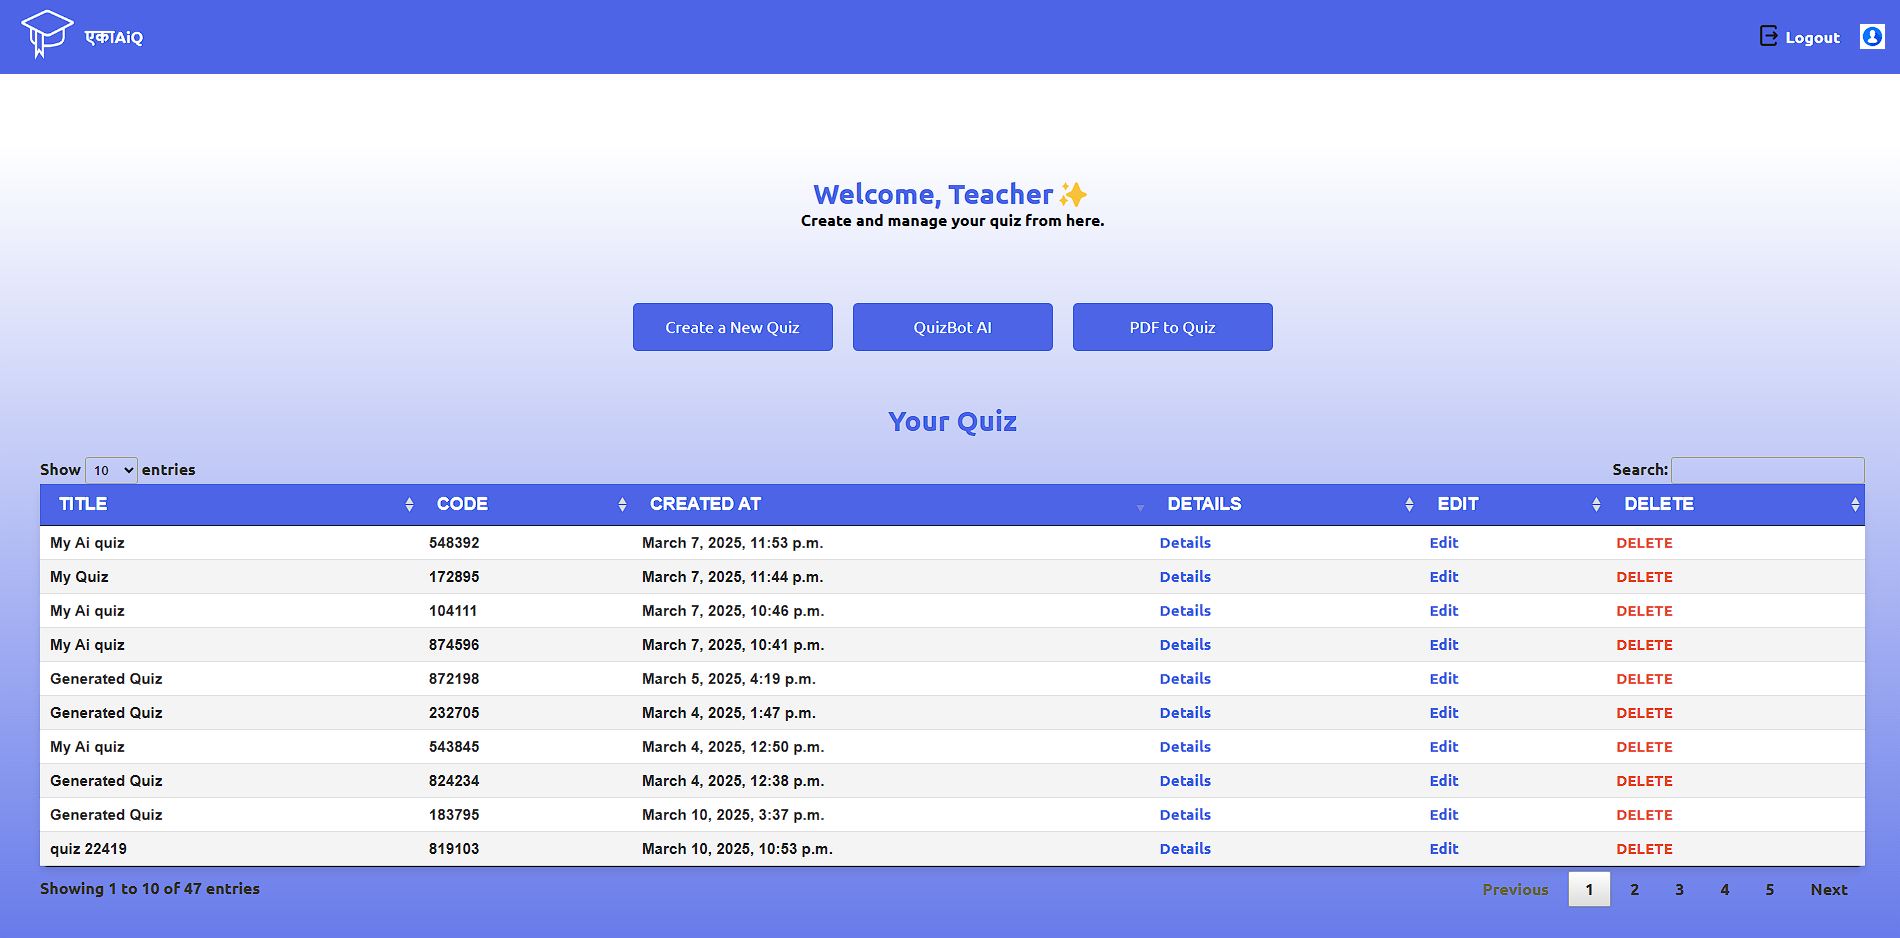 एकाAiQ
Logout
Welcome, Teacher ✨
Create and manage your quiz from here.
Create a New Quiz QuizBot AI PDF to Quiz
Your Quiz
Show 10 entries Search:
TITLE CODE CREATED AT DETAILS EDIT DELETE
My Ai quiz 548392 March 7, 2025, 11:53 p.m. Details Edit DELETE
My Quiz 172895 March 7, 2025, 11:44 p.m. Details Edit DELETE
My Ai quiz 104111 March 7, 2025, 10:46 p.m. Details Edit DELETE
My Ai quiz 874596 March 7, 2025, 10:41 p.m. Details Edit DELETE
Generated Quiz 872198 March 5, 2025, 4:19 p.m. Details Edit DELETE
Generated Quiz 232705 March 4, 2025, 1:47 p.m. Details Edit DELETE
My Ai quiz 543845 March 4, 2025, 12:50 p.m. Details Edit DELETE
Generated Quiz 824234 March 4, 2025, 12:38 p.m. Details Edit DELETE
Generated Quiz 183795 March 10, 2025, 3:37 p.m. Details Edit DELETE
quiz 22419 819103 March 10, 2025, 10:53 p.m. Details Edit DELETE
Showing 1 to 10 of 47 entries Previous 1 2 3 4 5 Next